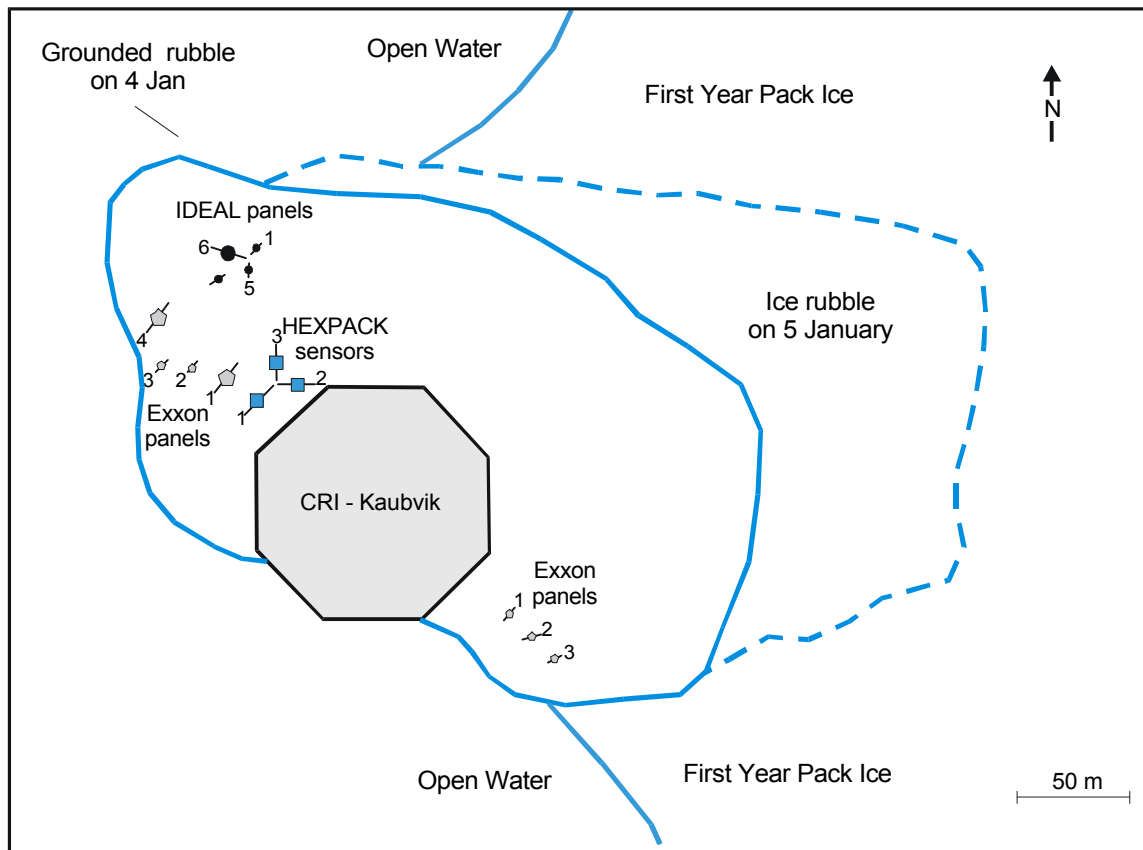 Grounded rubble
on 4 Jan
Open Water
First Year Pack Ice
N
IDEAL panels
6
1
5
4
3
2
1
Exxon
panels
HEXPACK
sensors
3
2
1
Ice rubble
on 5 January
CRI - Kaubvik
Exxon
panels
1
2
3
Open Water
First Year Pack Ice
50 m